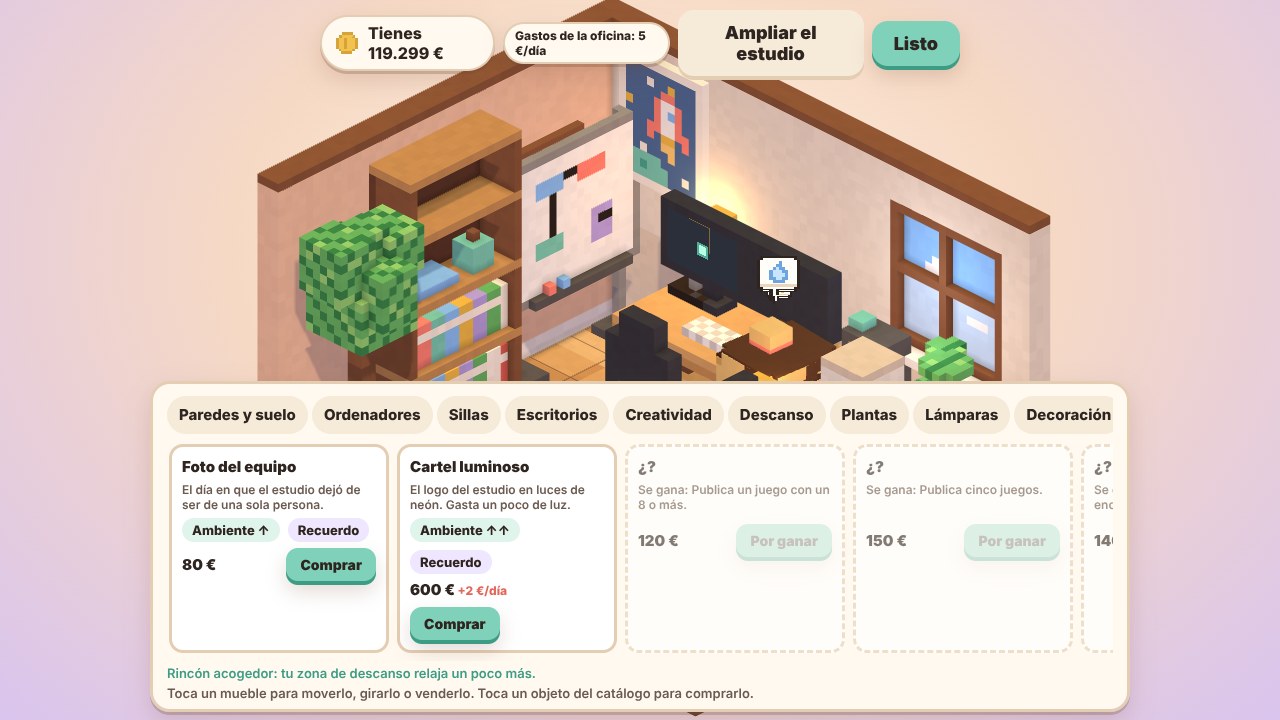 Tienes
119.299 €
Gastos de la oficina: 5
€/día
Ampliar el
estudio
Listo
Paredes y suelo
Ordenadores
Sillas
Escritorios
Creatividad
Descanso
Plantas
Lámparas
Decoración
Foto del equipo
El día en que el estudio dejó de
ser de una sola persona.
Ambiente ↑
Recuerdo
80 €
Comprar
Cartel luminoso
El logo del estudio en luces de
neón. Gasta un poco de luz.
Ambiente ↑↑
Recuerdo
600 € +2 €/día
Comprar
¿?
Se gana: Publica un juego con un
8 o más.
120 €
Por ganar
¿?
Se gana: Publica cinco juegos.
150 €
Por ganar
¿?
Se
Rincón acogedor: tu zona de descanso relaja un poco más.
Toca un mueble para moverlo, girarlo o venderlo. Toca un objeto del catálogo para comprarlo.